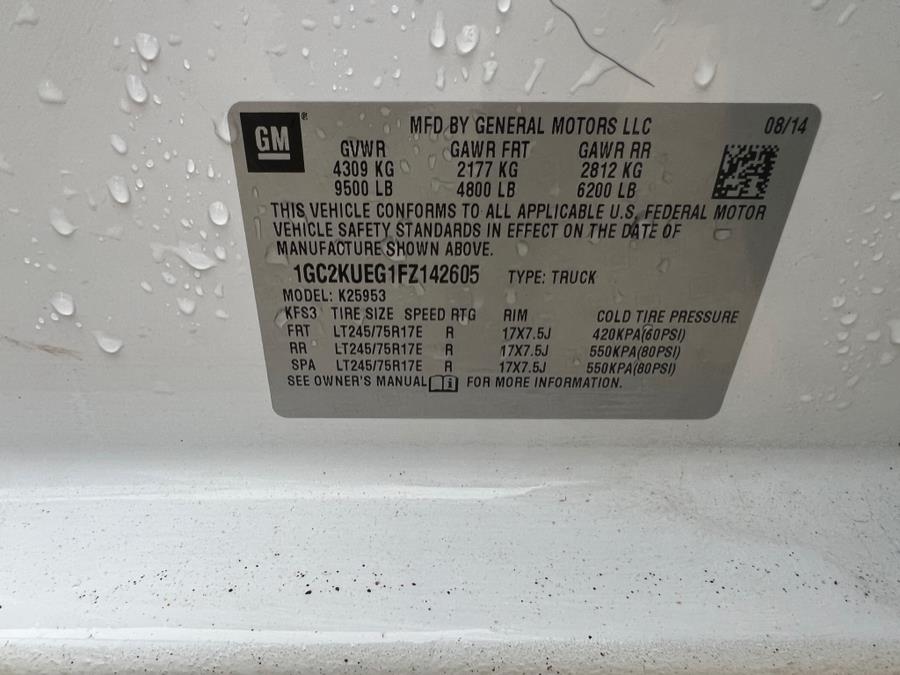 GM® MFD BY GENERAL MOTORS LLC 08/14
GVWR GAWR FRT GAWR RR
4309 KG 2177 KG 2812 KG
9500 LB 4800 LB 6200 LB
THIS VEHICLE CONFORMS TO ALL APPLICABLE U.S. FEDERAL MOTOR
VEHICLE SAFETY STANDARDS IN EFFECT ON THE DATE OF
MANUFACTURE SHOWN ABOVE.
1GC2KUEG1FZ142605 TYPE: TRUCK
MODEL: K25953
KFS3 TIRE SIZE SPEED RTG RIM COLD TIRE PRESSURE
FRT LT245/75R17E R 17X7.5J 420KPA(60PSI)
RR LT245/75R17E R 17X7.5J 550KPA(80PSI)
SPA LT245/75R17E R 17X7.5J 550KPA(80PSI)
SEE OWNER'S MANUAL FOR MORE INFORMATION.